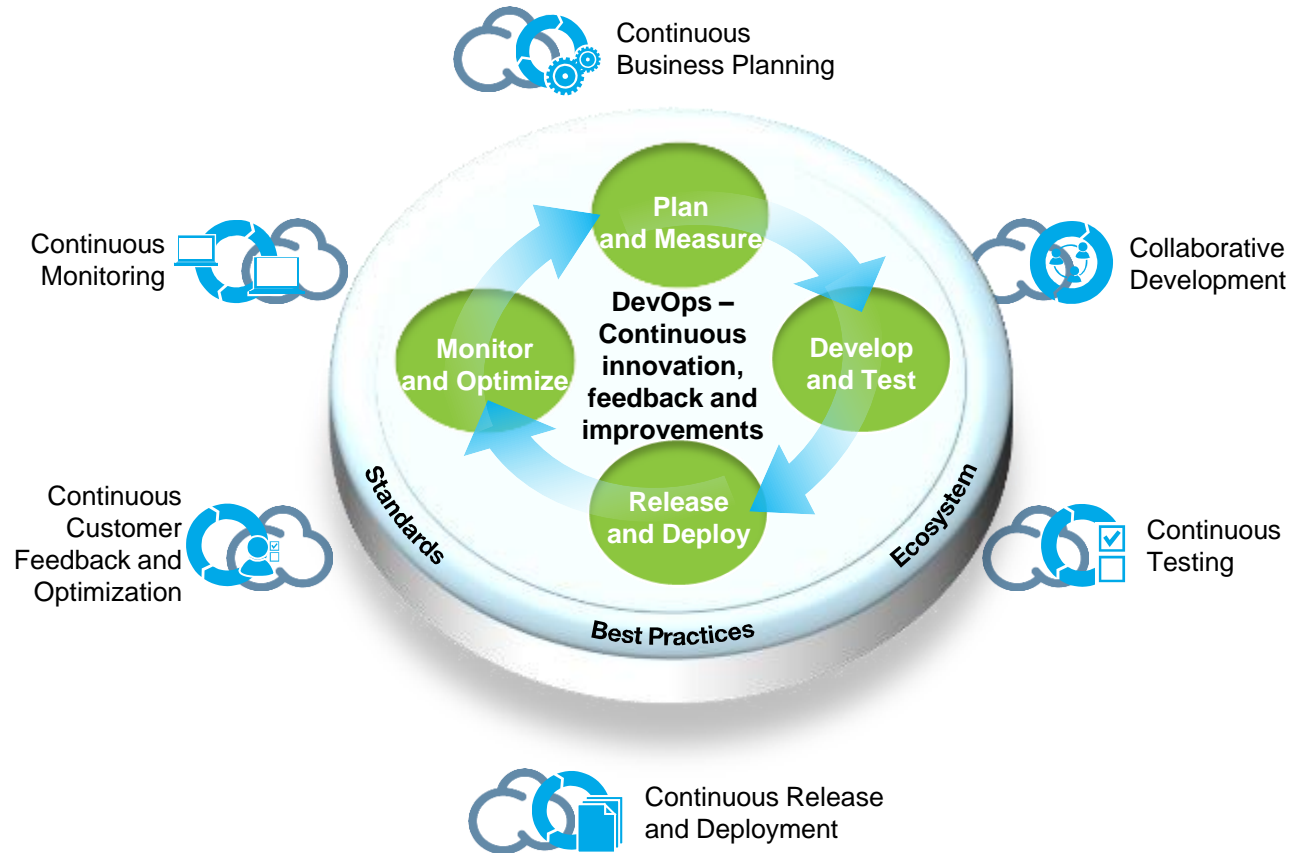 Continuous
Business Planning
Plan
and Measure
Continuous
Monitoring
Collaborative
Development
DevOps –
Continuous
innovation,
feedback and
improvements
Monitor
and Optimize
Develop
and Test
Release
and Deploy
Standards
Best Practices
Ecosystem
Continuous
Customer
Feedback and
Optimization
Continuous
Testing
Continuous Release
and Deployment